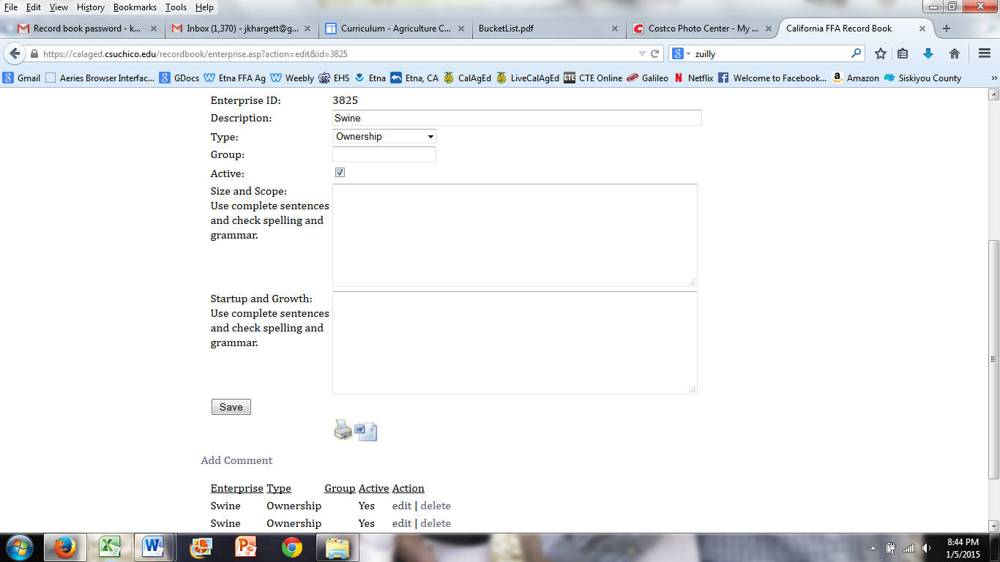 File Edit View History Bookmarks Tools Help
Record book password - k... Inbox (1,370) - jkhargett@g... Curriculum - Agriculture C... BucketList.pdf Costco Photo Center - My ... California FFA Record Book
https://calaged.csuchico.edu/recordbook/enterprise.asp?action=edit&id=3825 zuilly
Gmail Aeries Browser Interfac... GDocs Etna FFA Ag Weebly EHS Etna Etna, CA CalAgEd LiveCalAgEd CTE Online Galileo Netflix Welcome to Facebook... Amazon Siskiyou County »
Enterprise ID: 3825
Description: Swine
Type: Ownership
Group:
Active:
Size and Scope:
Use complete sentences
and check spelling and
grammar.
Startup and Growth:
Use complete sentences
and check spelling and
grammar.
Save
Add Comment
Enterprise Type Group Active Action
Swine Ownership Yes edit | delete
Swine Ownership Yes edit | delete
8:44 PM
1/5/2015